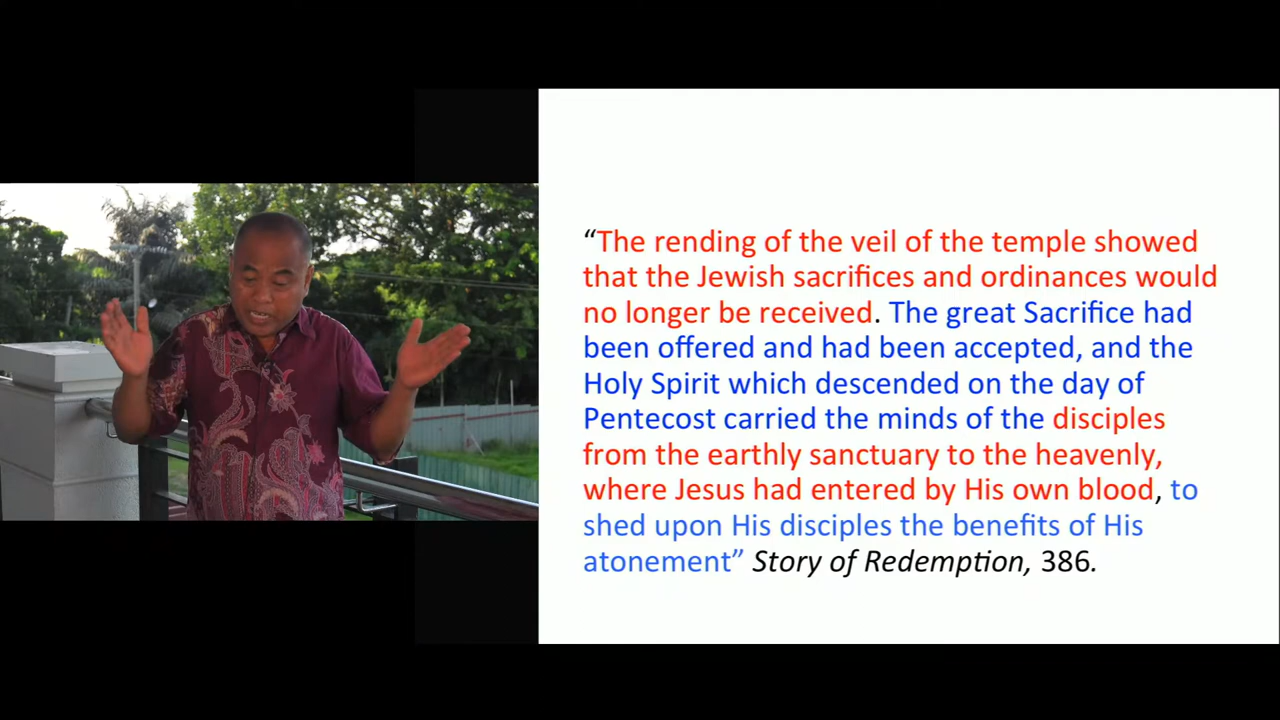 “The rending of the veil of the temple showed
that the Jewish sacrifices and ordinances would
no longer be received. The great Sacrifice had
been offered and had been accepted, and the
Holy Spirit which descended on the day of
Pentecost carried the minds of the disciples
from the earthly sanctuary to the heavenly,
where Jesus had entered by His own blood, to
shed upon His disciples the benefits of His
atonement” Story of Redemption, 386.